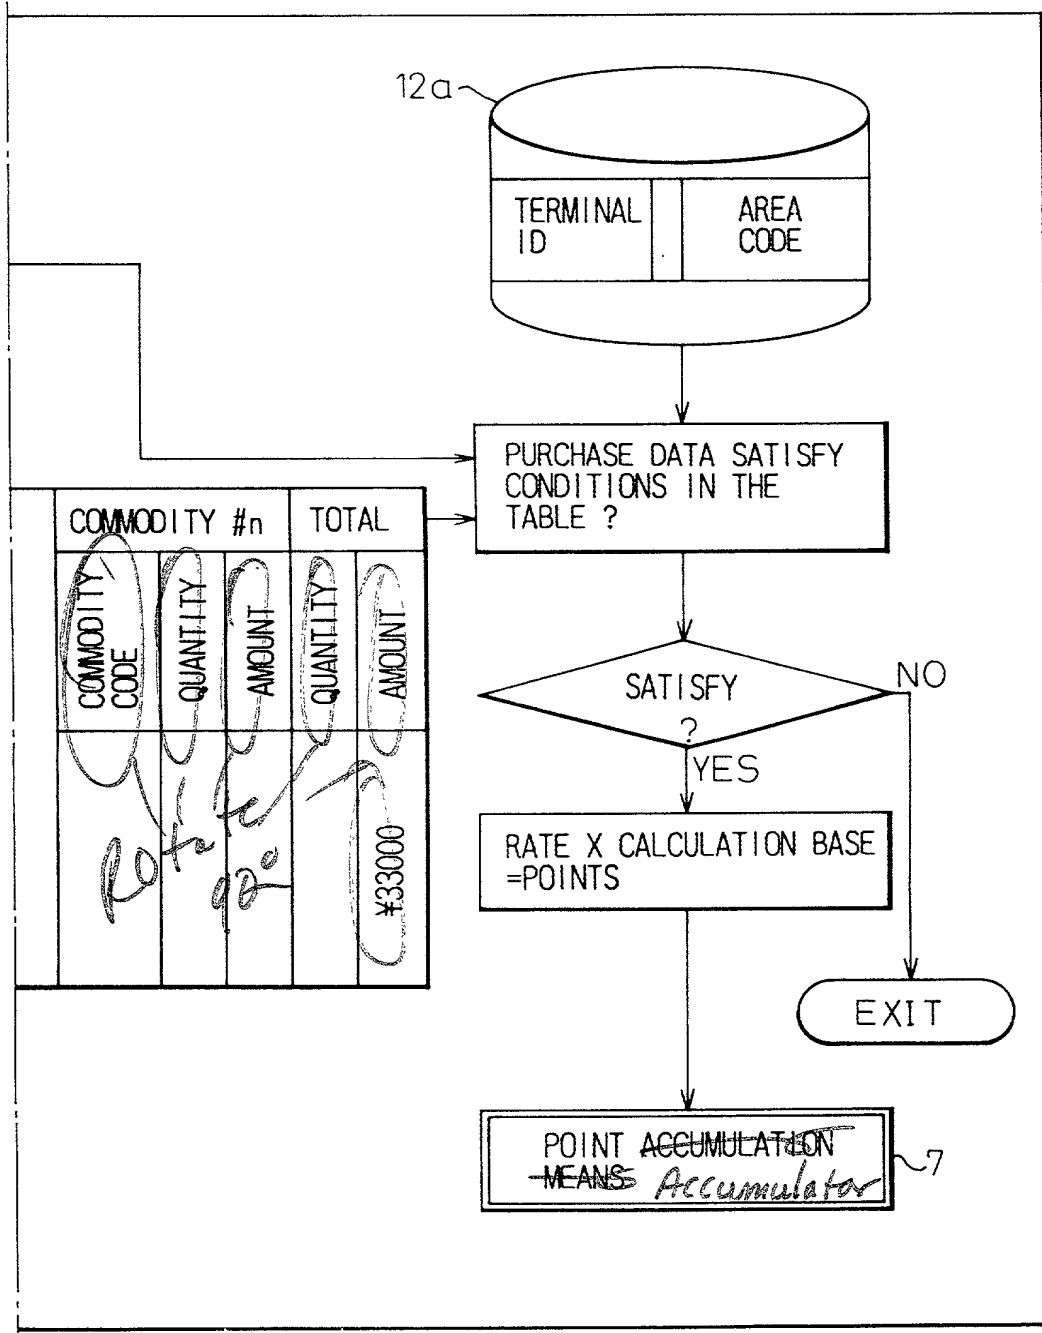 12a
TERMINAL
ID
AREA
CODE
PURCHASE DATA SATISFY
CONDITIONS IN THE
TABLE ?
COMMODITY #n
TOTAL
COMMODITY
CODE
QUANTITY
AMOUNT
QUANTITY
AMOUNT
¥33000
Rotate
90°
SATISFY
?
NO
YES
RATE X CALCULATION BASE
=POINTS
EXIT
POINT ACCUMULATION
MEANS Accumulator
7